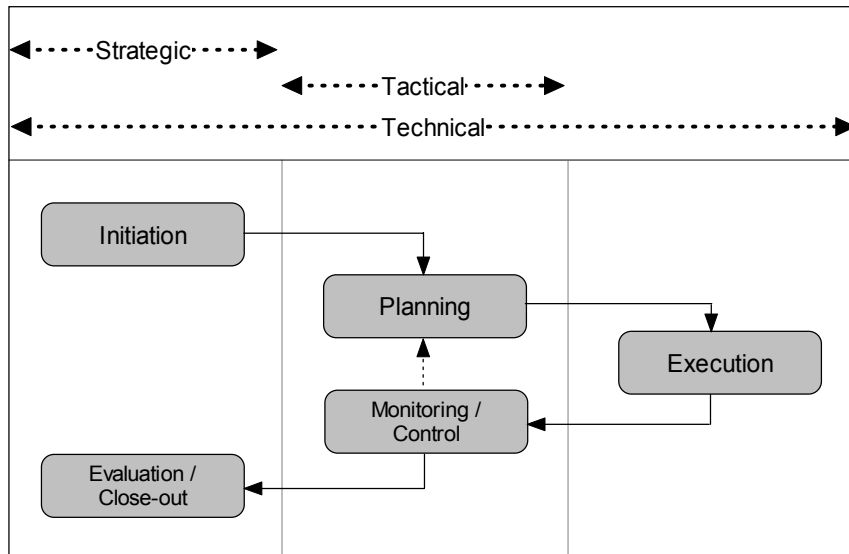 Strategic
Tactical
Technical
Initiation
Planning
Execution
Monitoring /
Control
Evaluation /
Close-out